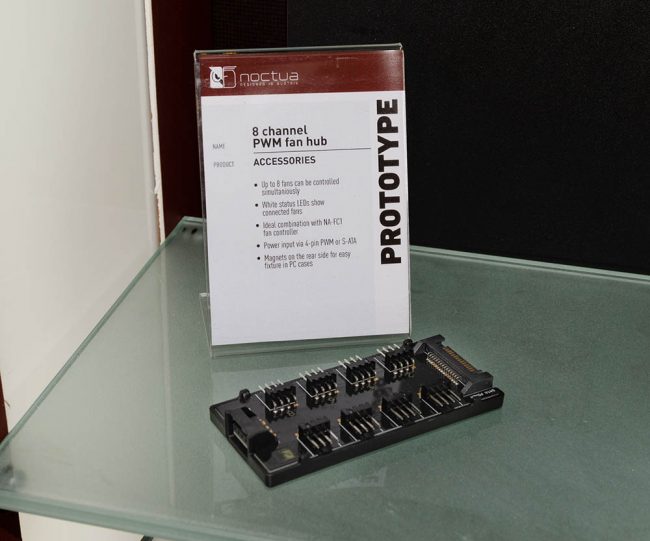 noctua
DESIGNED IN AUSTRIA
PROTOTYPE
NAME
8 channel
PWM fan hub
PRODUCT
ACCESSORIES
• Up to 8 fans can be controlled
simultaniously
• White status LEDs show
connected fans
• Ideal combination with NA-FC1
fan controller
• Power input via 4-pin PWM or S-ATA
• Magnets on the rear side for easy
fixture in PC cases